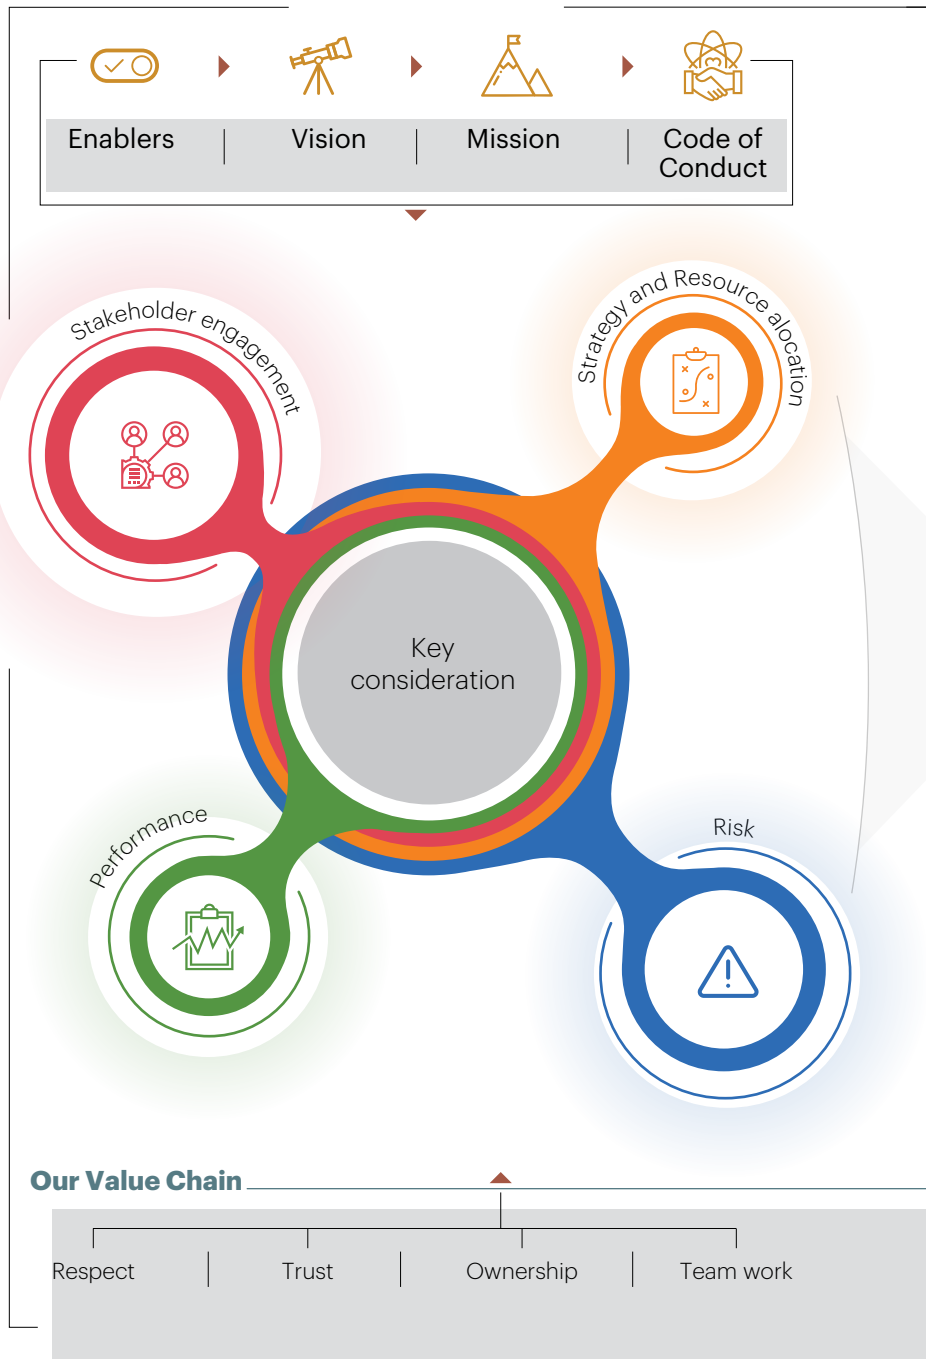 Enablers
Vision
Mission
Code of
Conduct
Stakeholder engagement
Strategy and Resource alocation
Key
consideration
Performance
Risk
Our Value Chain
Respect
Trust
Ownership
Team work